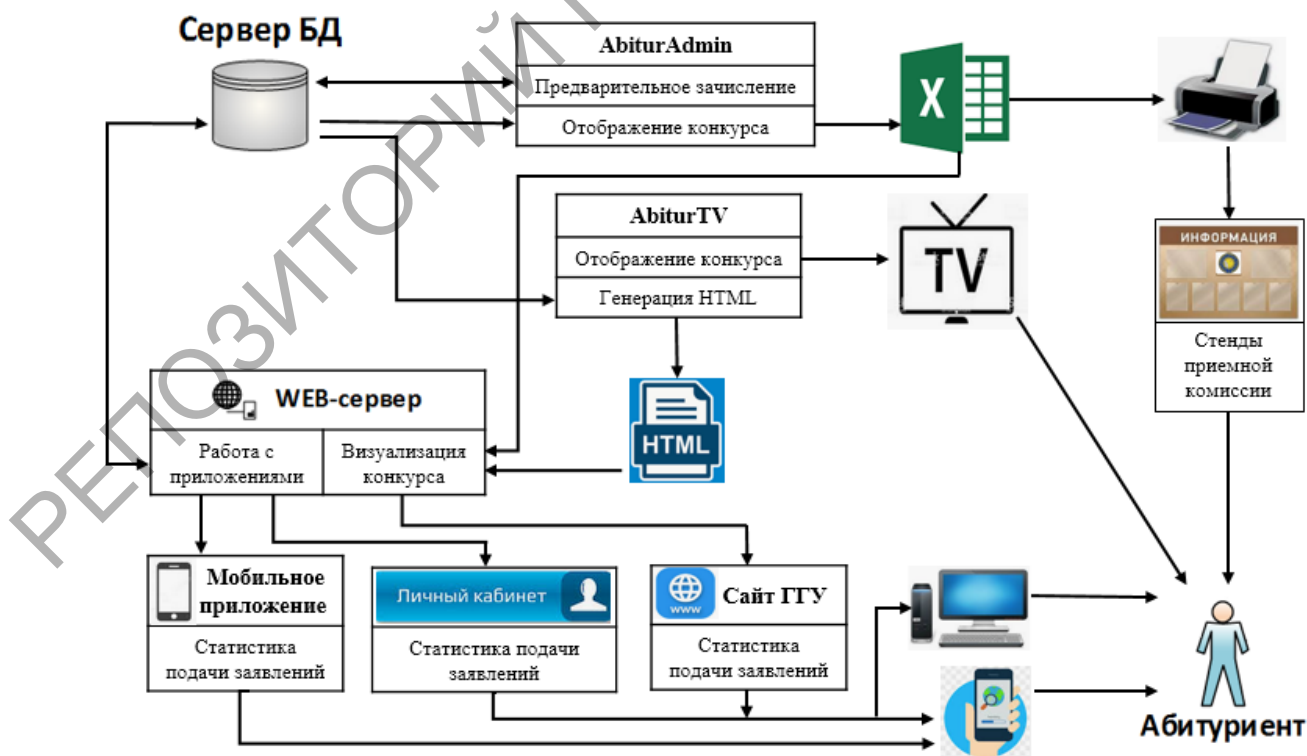 Сервер БД
AbiturAdmin
Предварительное зачисление
Отображение конкурса
X
AbiturTV
Отображение конкурса
Генерация HTML
TV
ИНФОРМАЦИЯ
Стенды
приемной
комиссии
WEB-сервер
Работа с
приложениями
Визуализация
конкурса
HTML
Мобильное
приложение
Статистика
подачи заявлений
Личный кабинет
Статистика подачи
заявлений
www
Сайт ГГУ
Статистика
подачи заявлений
Абитуриент
РЕПОЗИТОРИЙ